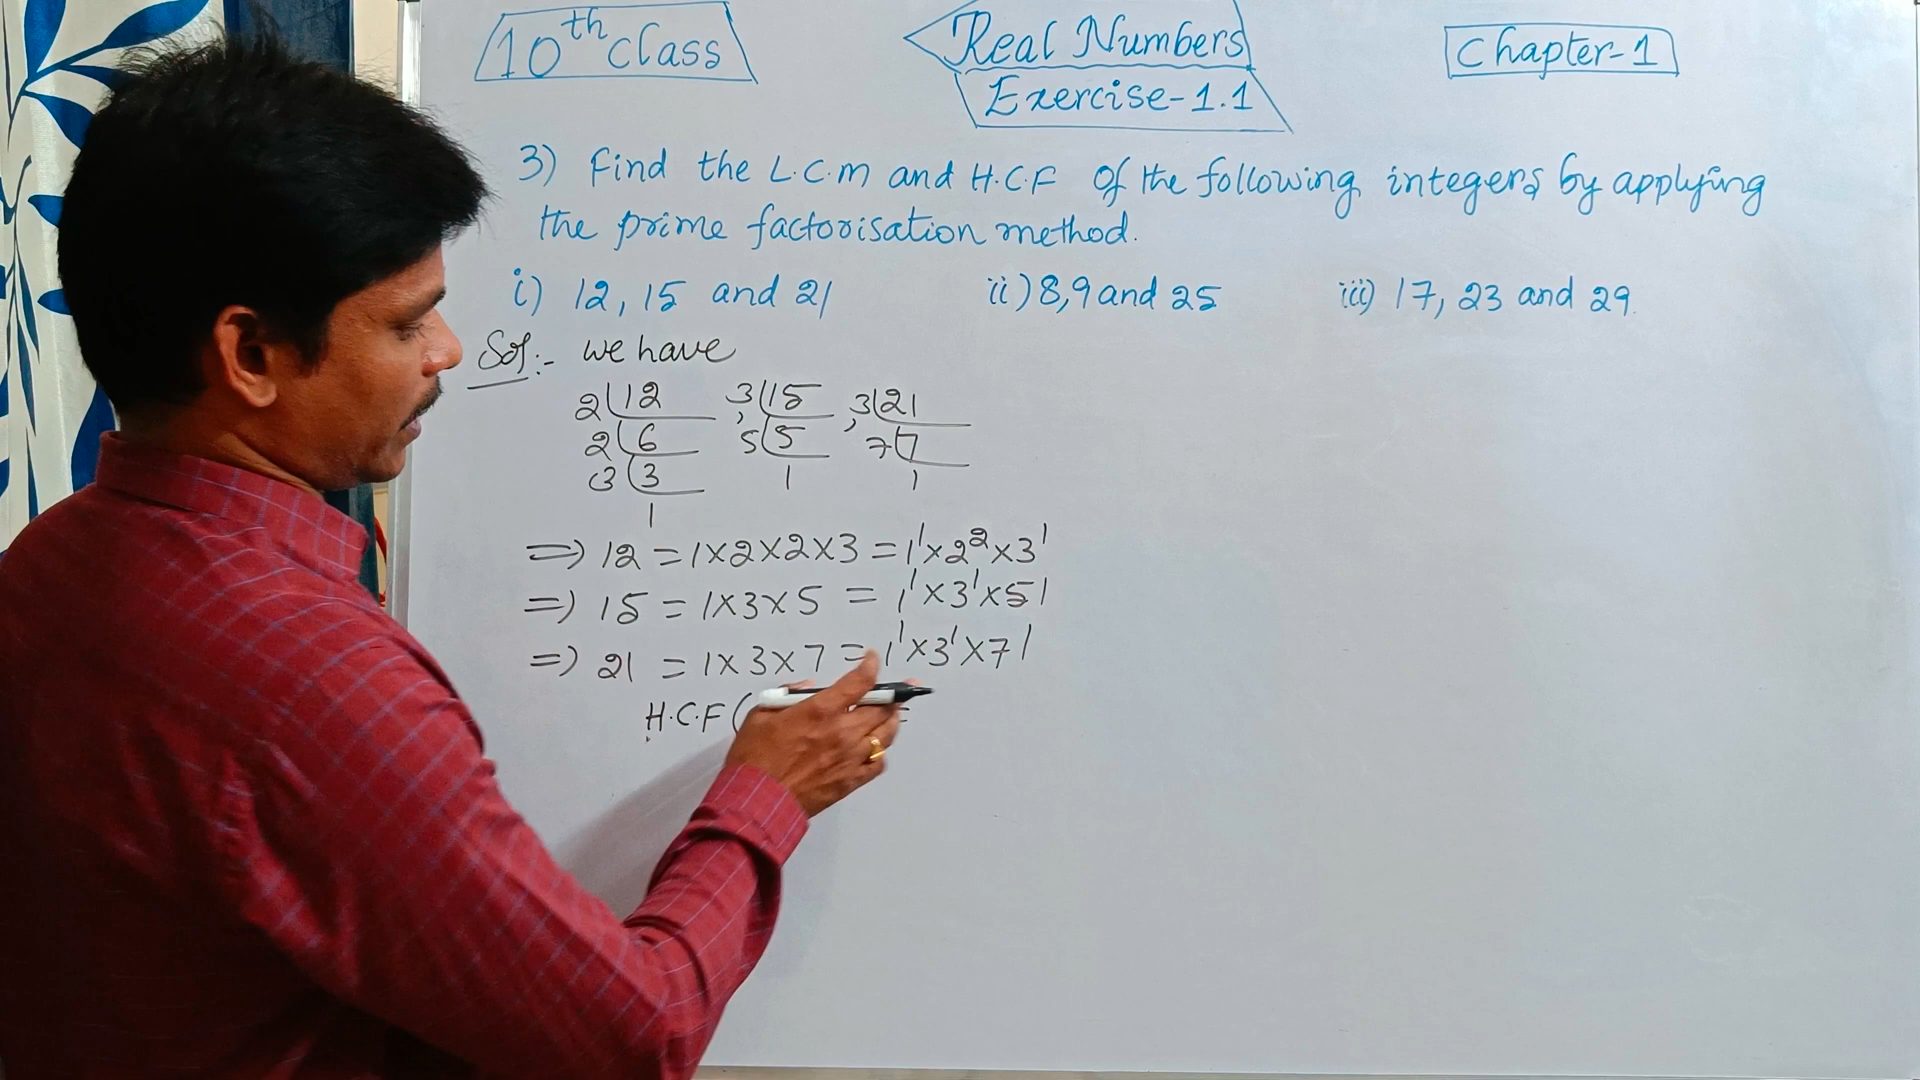 10th class
Real Numbers
Exercise-1.1
Chapter-1
3) Find the L.C.M and H.C.F Of the following integers by applying
the prime factorisation method.
i) 12, 15 and 21 ii) 8,9 and 25 iii) 17, 23 and 29.
Sol:- we have
2 | 12 , 3 | 15 , 3 | 21
2 | 6 5 | 5 7 | 7
3 | 3 1 1
1
=> 12 = 1×2×2×3 = 1¹×2²×3¹
=> 15 = 1×3×5 = 1¹×3¹×5¹
=> 21 = 1×3×7 = 1¹×3¹×7¹
H.C.F ( =